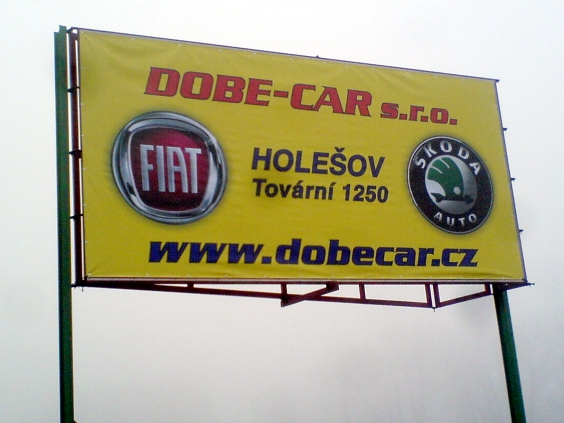 DOBE-CAR s.r.o.
FIAT
HOLEŠOV
Tovární 1250
ŠKODA
AUTO
www.dobecar.cz